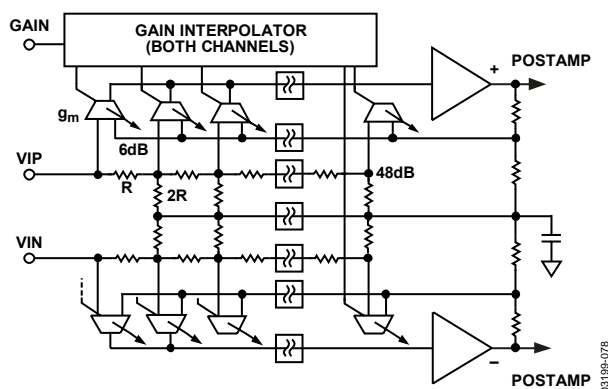 GAIN
GAIN INTERPOLATOR
(BOTH CHANNELS)
+
POSTAMP
gm
6dB
VIP
R
2R
48dB
VIN
–
POSTAMP
03199-078